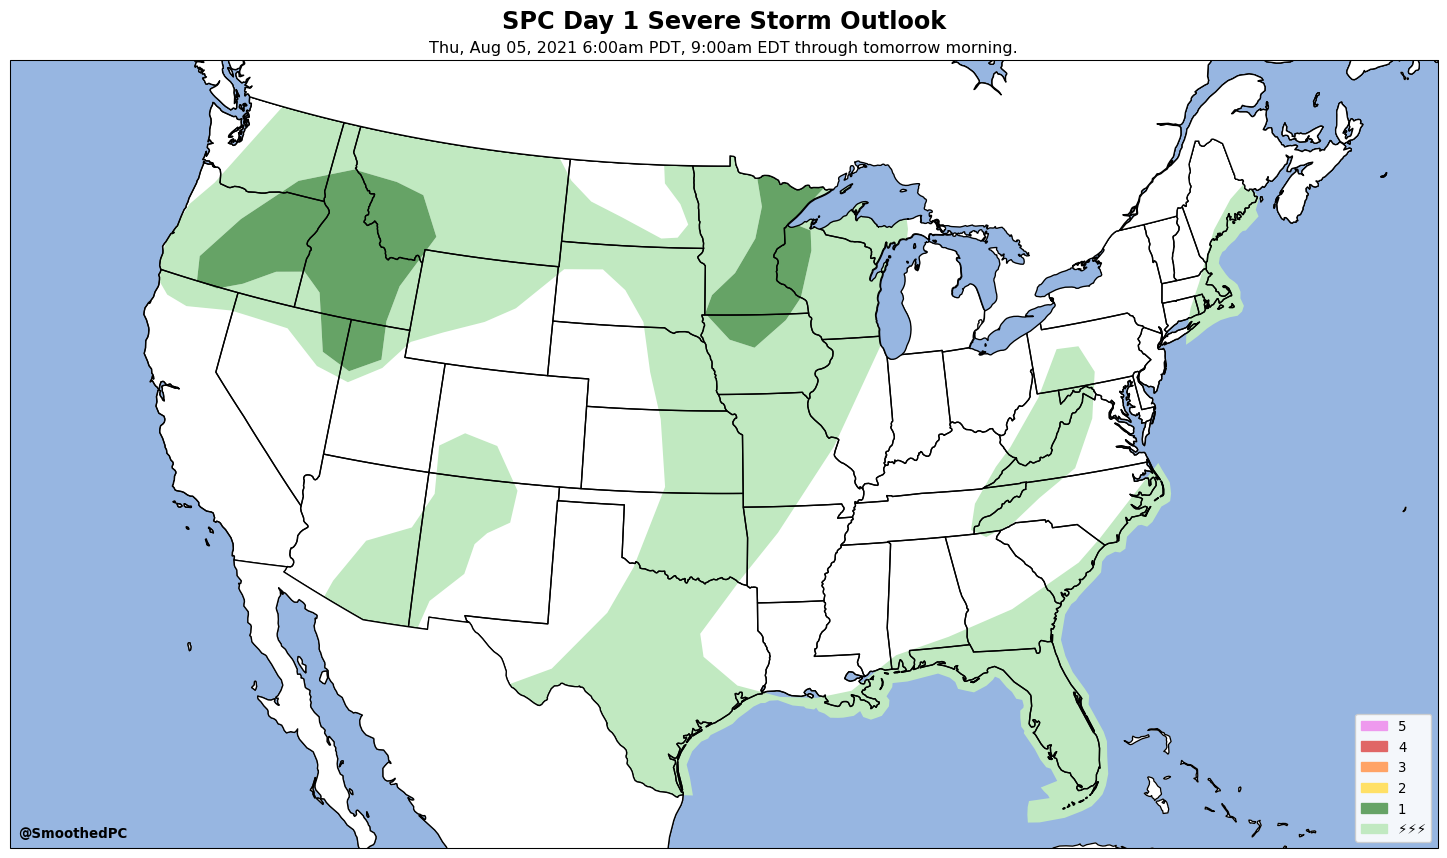 SPC Day 1 Severe Storm Outlook
Thu, Aug 05, 2021 6:00am PDT, 9:00am EDT through tomorrow morning.
5
4
3
2
1
⚡⚡⚡
@SmoothedPC